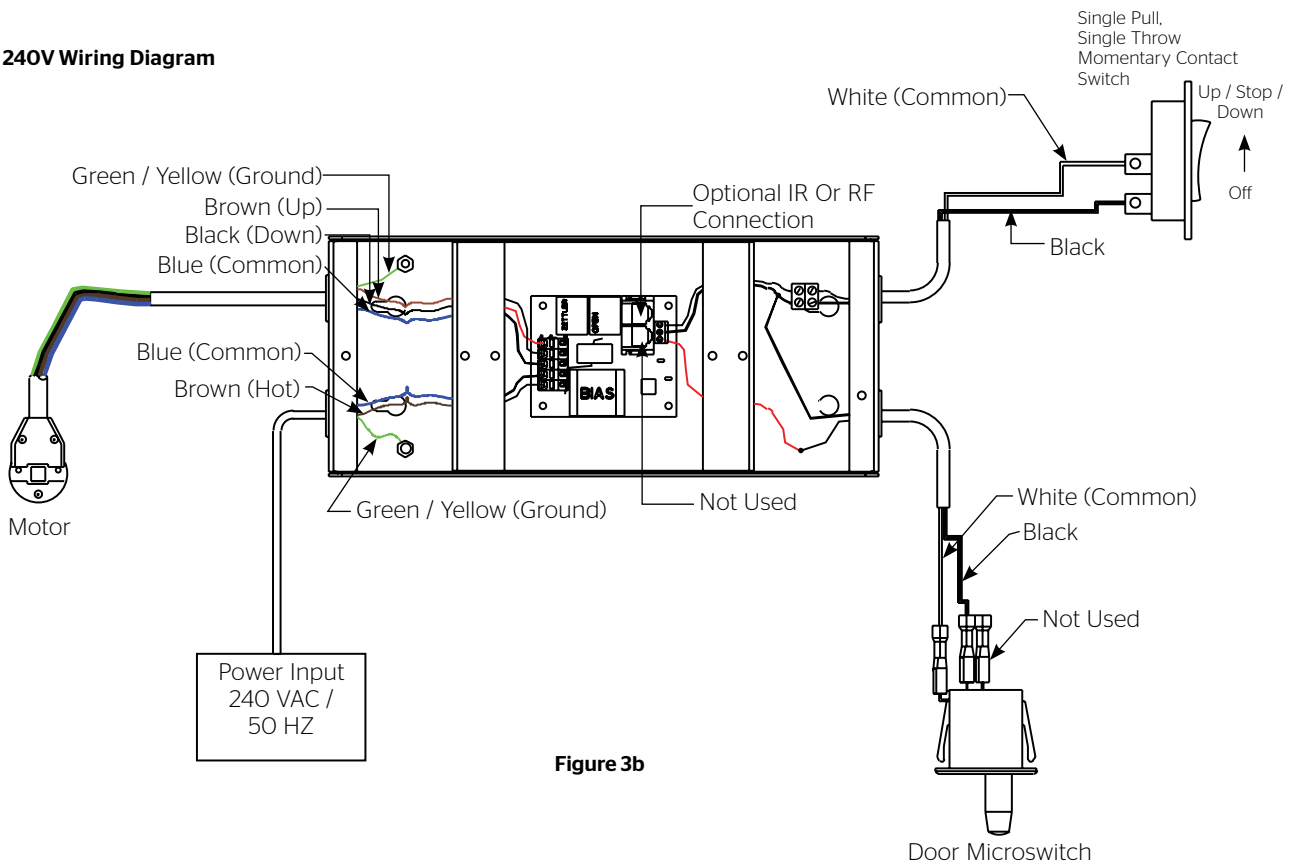 240V Wiring Diagram
Single Pull,
Single Throw
Momentary Contact
Switch
Up / Stop /
Down
Off
White (Common)
Black
Green / Yellow (Ground)
Brown (Up)
Black (Down)
Blue (Common)
Optional IR Or RF
Connection
Blue (Common)
Brown (Hot)
OPEN
BIAS
Green / Yellow (Ground)
Not Used
Motor
White (Common)
Black
Not Used
Power Input
240 VAC /
50 HZ
Figure 3b
Door Microswitch